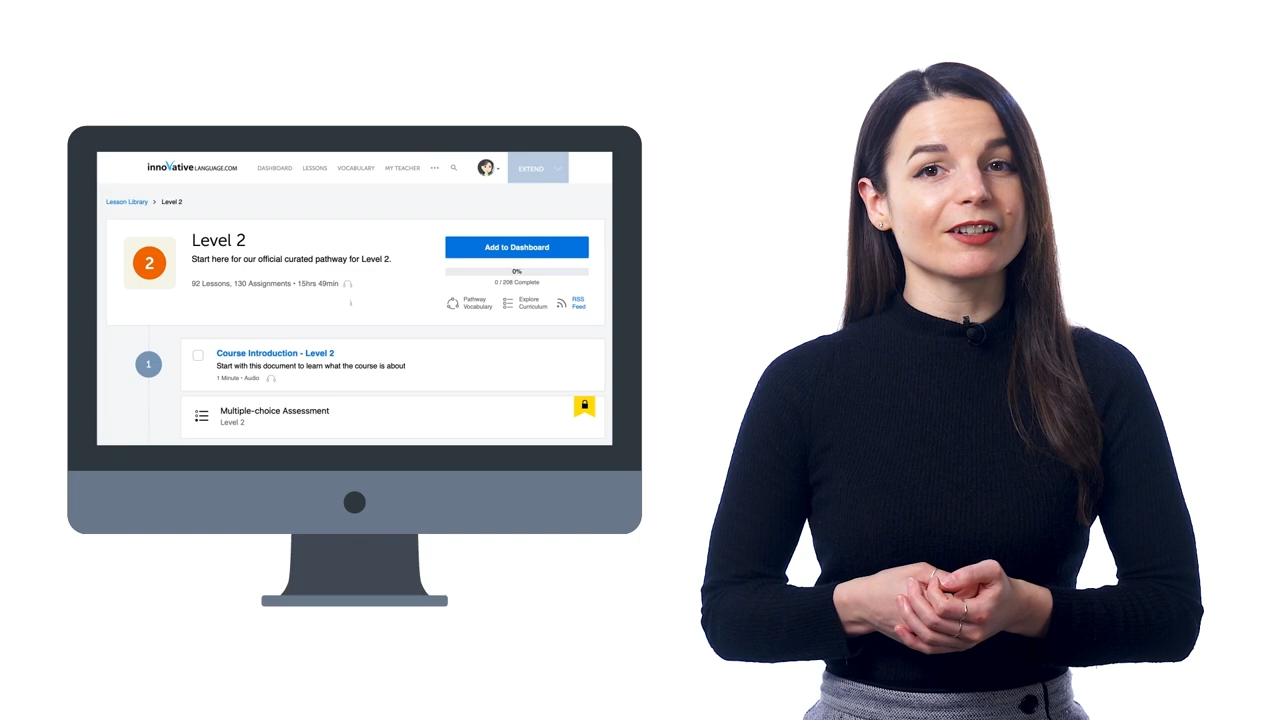 innoVative LANGUAGE.COM DASHBOARD LESSONS VOCABULARY MY TEACHER ••• EXTEND
Lesson Library > Level 2
2
Level 2
Start here for our official curated pathway for Level 2.
92 Lessons, 130 Assignments • 15hrs 49min
Add to Dashboard
0%
0 / 208 Complete
Pathway Vocabulary
Explore Curriculum
RSS Feed
1
Course Introduction - Level 2
Start with this document to learn what the course is about
1 Minute • Audio
Multiple-choice Assessment
Level 2